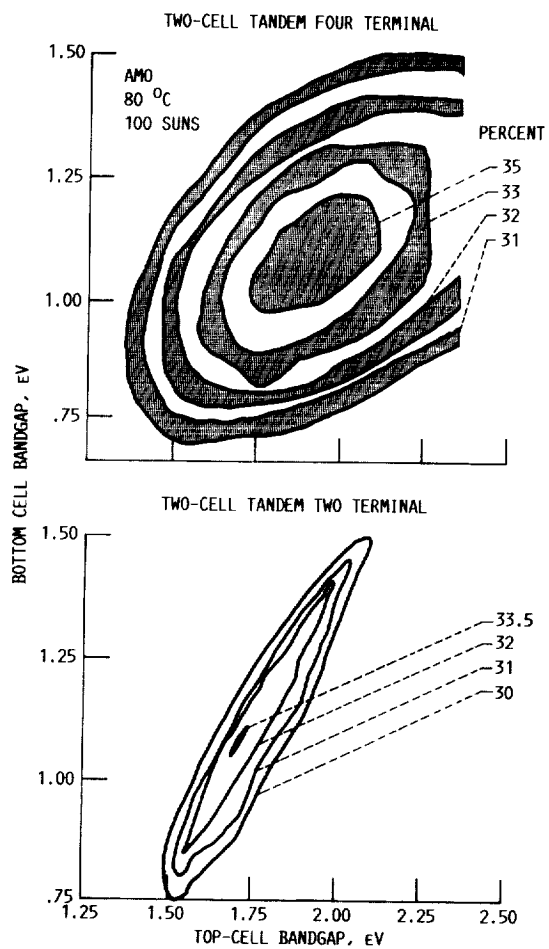 TWO-CELL TANDEM FOUR TERMINAL
1.50
AMO
80 °C
100 SUNS
PERCENT
35
33
32
31
1.25
1.00
.75
BOTTOM CELL BANDGAP, eV
TWO-CELL TANDEM TWO TERMINAL
1.50
33.5
32
31
30
1.25
1.00
.75
1.25 1.50 1.75 2.00 2.25 2.50
TOP-CELL BANDGAP, eV